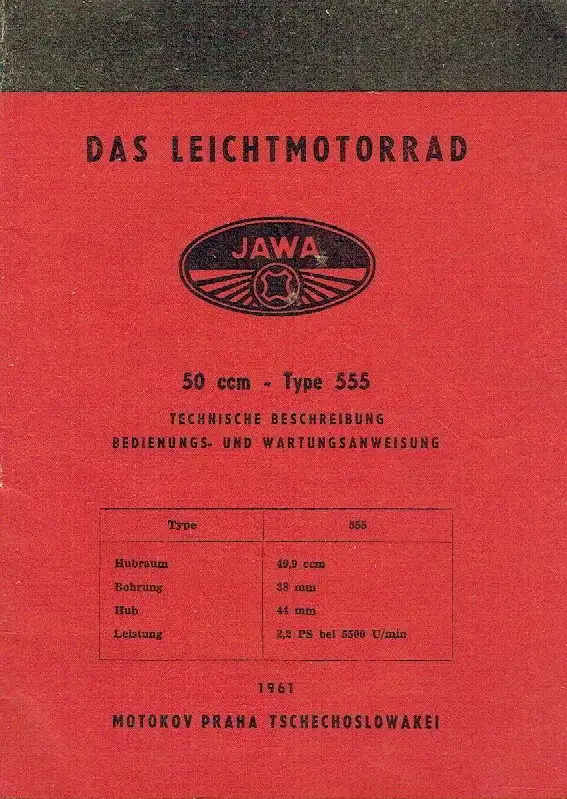 DAS LEICHTMOTORRAD
JAWA
50 ccm - Type 555
TECHNISCHE BESCHREIBUNG
BEDIENUNGS- UND WARTUNGSANWEISUNG
Type 555
Hubraum 49,9 ccm
Bohrung 38 mm
Hub 44 mm
Leistung 2,2 PS bei 5500 U/min
1961
MOTOKOV PRAHA TSCHECHOSLOWAKEI